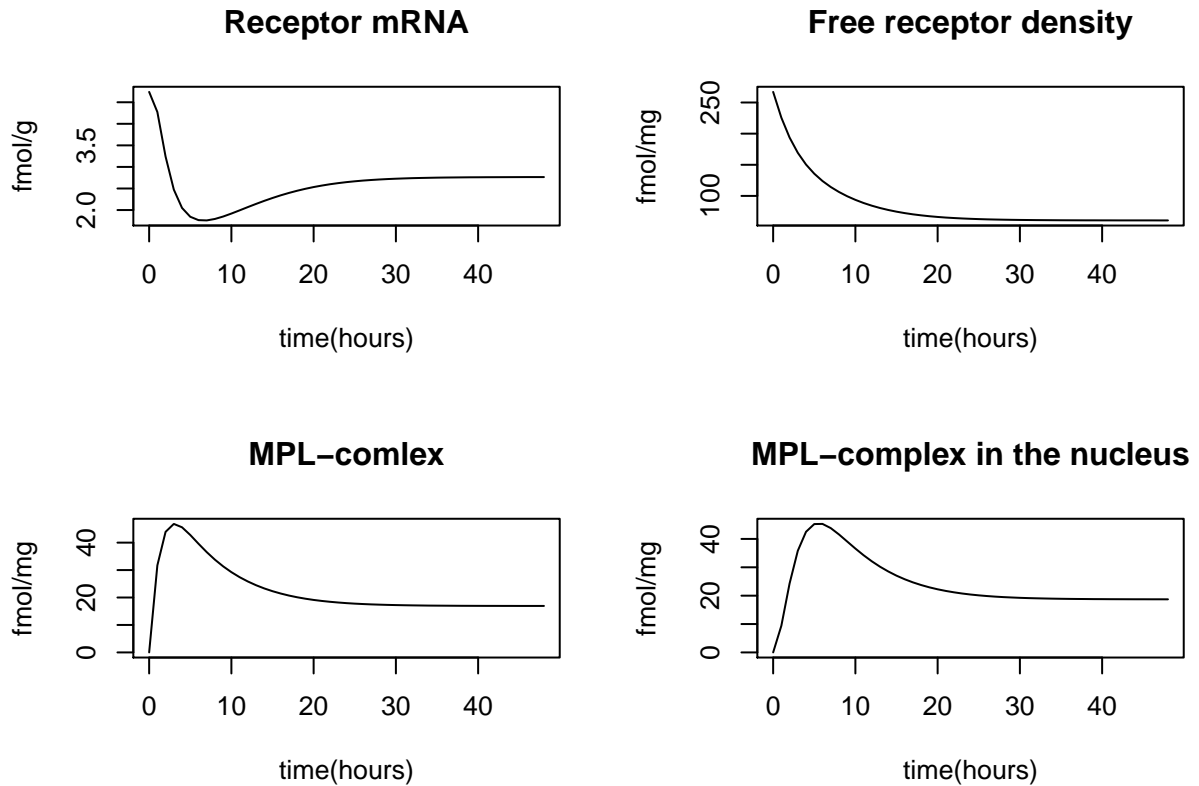 Receptor mRNA
fmol/g
2.0 3.5
0 10 20 30 40
time(hours)
Free receptor density
fmol/mg
100 250
0 10 20 30 40
time(hours)
MPL−comlex
fmol/mg
0 20 40
0 10 20 30 40
time(hours)
MPL−complex in the nucleus
fmol/mg
0 20 40
0 10 20 30 40
time(hours)